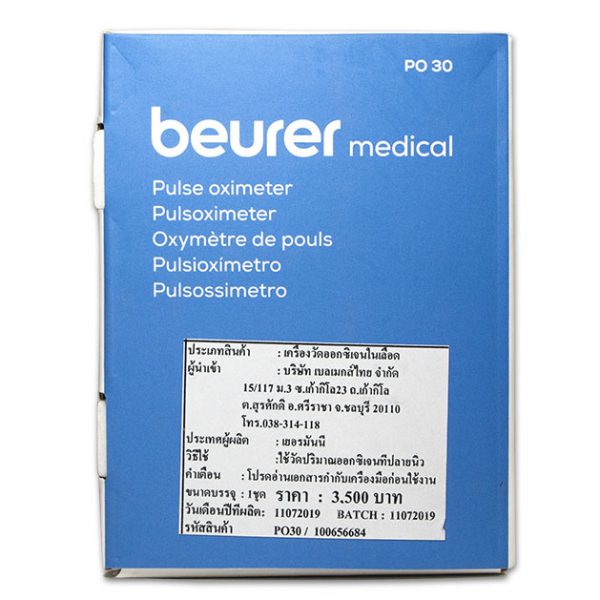 PO 30
beurer medical
Pulse oximeter
Pulsoximeter
Oxymètre de pouls
Pulsioxímetro
Pulsossimetro
ประเภทสินค้า : เครื่องวัดออกซิเจนในเลือด
ผู้นำเข้า : บริษัท เบลเมกส์ไทย จำกัด
15/117 ม.3 ซ.เก้ากิโล23 ถ.เก้ากิโล
ต.สุรศักดิ์ อ.ศรีราชา จ.ชลบุรี 20110
โทร.038-314-118
ประเทศผู้ผลิต : เยอรมันนี
วิธีใช้ :ใช้วัดปริมาณออกซิเจนที่ปลายนิ้ว
คำเตือน : โปรดอ่านเอกสารกำกับเครื่องมือก่อนใช้งาน
ขนาดบรรจุ : 1ชุด ราคา : 3,500 บาท
วันเดือนปีที่ผลิต: 11072019 BATCH : 11072019
รหัสสินค้า PO30 / 100656684